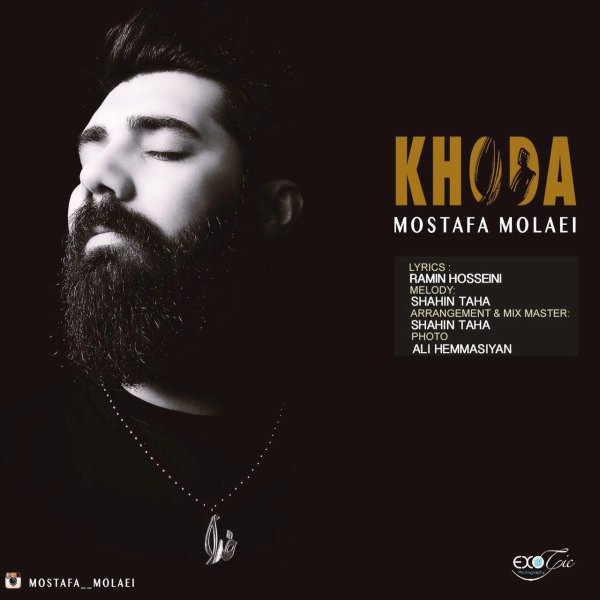 KHODA
MOSTAFA MOLAEI
LYRICS :
RAMIN HOSSEINI
MELODY:
SHAHIN TAHA
ARRANGEMENT & MIX MASTER:
SHAHIN TAHA
PHOTO
ALI HEMMASIYAN
MOSTAFA__MOLAEI
EXOTic
Photography